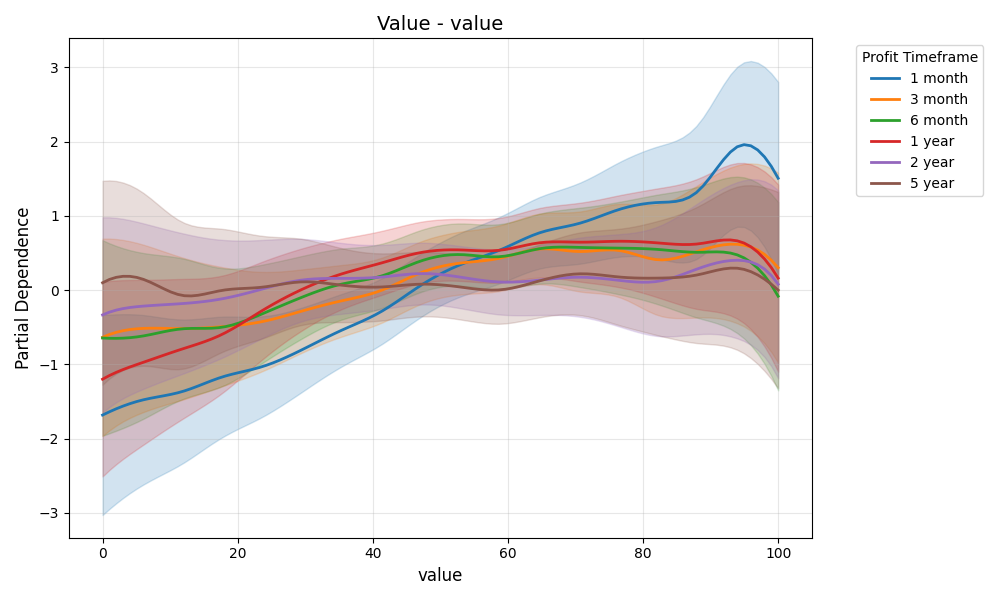 Value - value
Partial Dependence
3
2
1
0
−1
−2
−3
0 20 40 60 80 100
value
Profit Timeframe
1 month
3 month
6 month
1 year
2 year
5 year